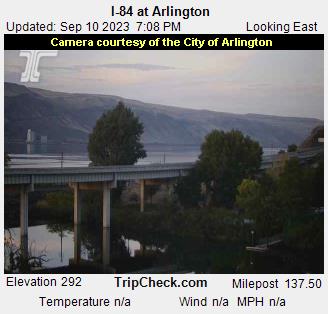 I-84 at Arlington
Updated: Sep 10 2023 7:08 PM Looking East
Camera courtesy of the City of Arlington
Elevation 292 TripCheck.com Milepost 137.50
Temperature n/a Wind n/a MPH n/a